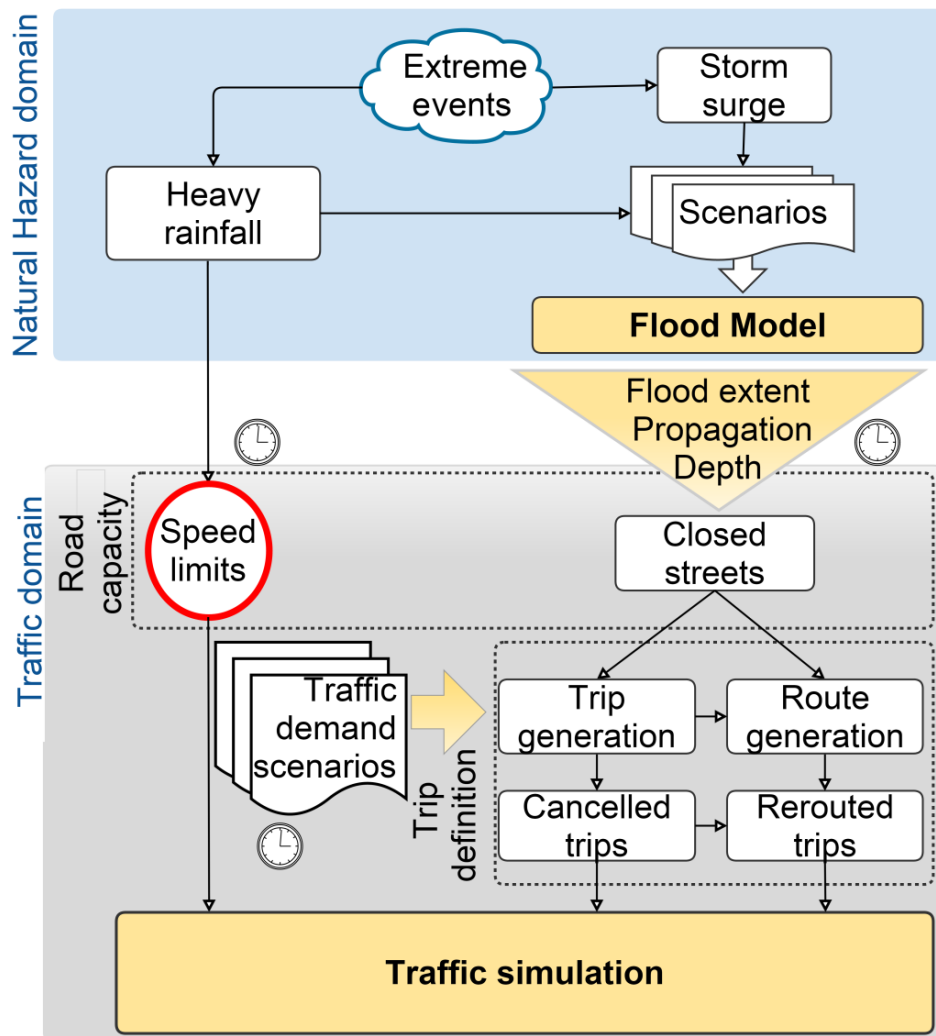 Natural Hazard domain
Extreme
events
Storm
surge
Heavy
rainfall
Scenarios
Flood Model
Flood extent
Propagation
Depth
Traffic domain
Road
capacity
Speed
limits
Closed
streets
Traffic
demand
scenarios
Trip
definition
Trip
generation
Route
generation
Cancelled
trips
Rerouted
trips
Traffic simulation